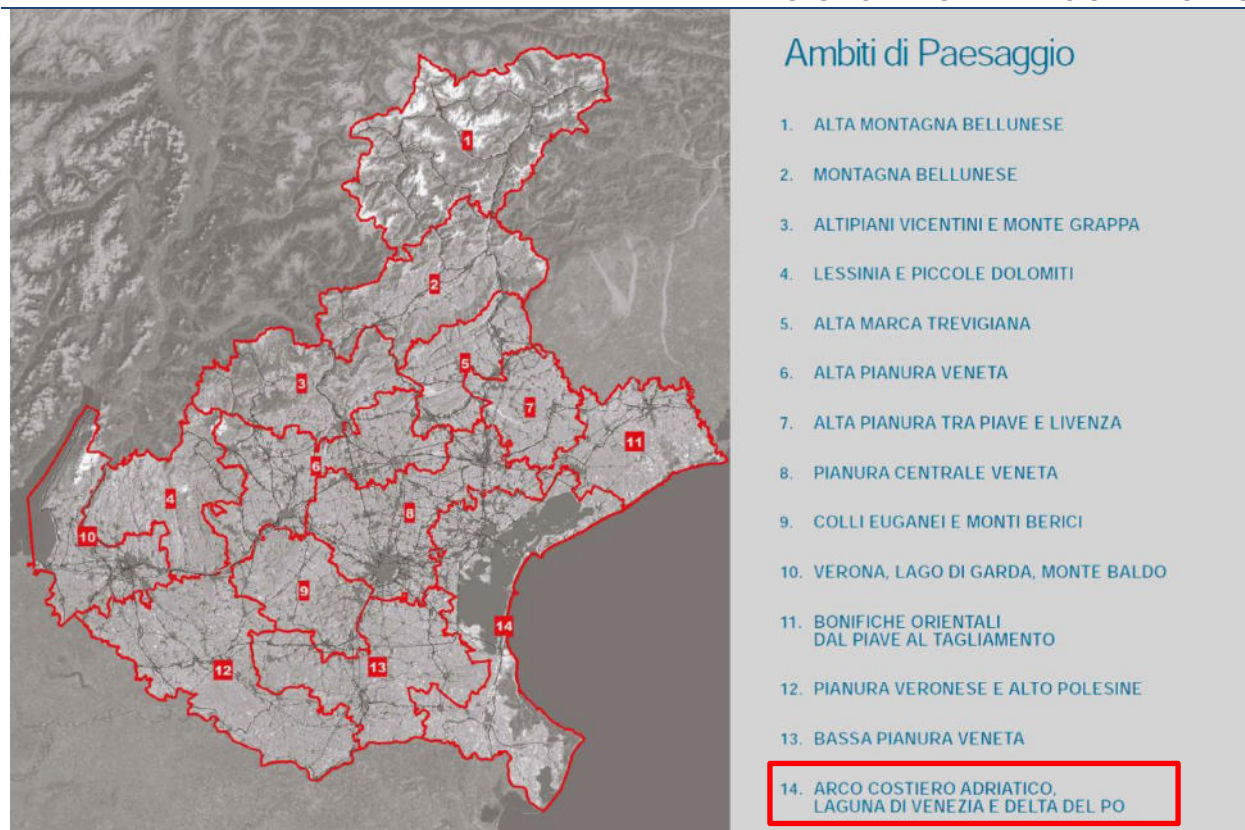 Ambiti di Paesaggio
1. ALTA MONTAGNA BELLUNESE
2. MONTAGNA BELLUNESE
3. ALTIPIANI VICENTINI E MONTE GRAPPA
4. LESSINIA E PICCOLE DOLOMITI
5. ALTA MARCA TREVIGIANA
6. ALTA PIANURA VENETA
7. ALTA PIANURA TRA PIAVE E LIVENZA
8. PIANURA CENTRALE VENETA
9. COLLI EUGANEI E MONTI BERICI
10. VERONA, LAGO DI GARDA, MONTE BALDO
11. BONIFICHE ORIENTALI
DAL PIAVE AL TAGLIAMENTO
12. PIANURA VERONESE E ALTO POLESINE
13. BASSA PIANURA VENETA
14. ARCO COSTIERO ADRIATICO,
LAGUNA DI VENEZIA E DELTA DEL PO
1
2
5
3
7
11
6
4
8
10
9
14
13
12